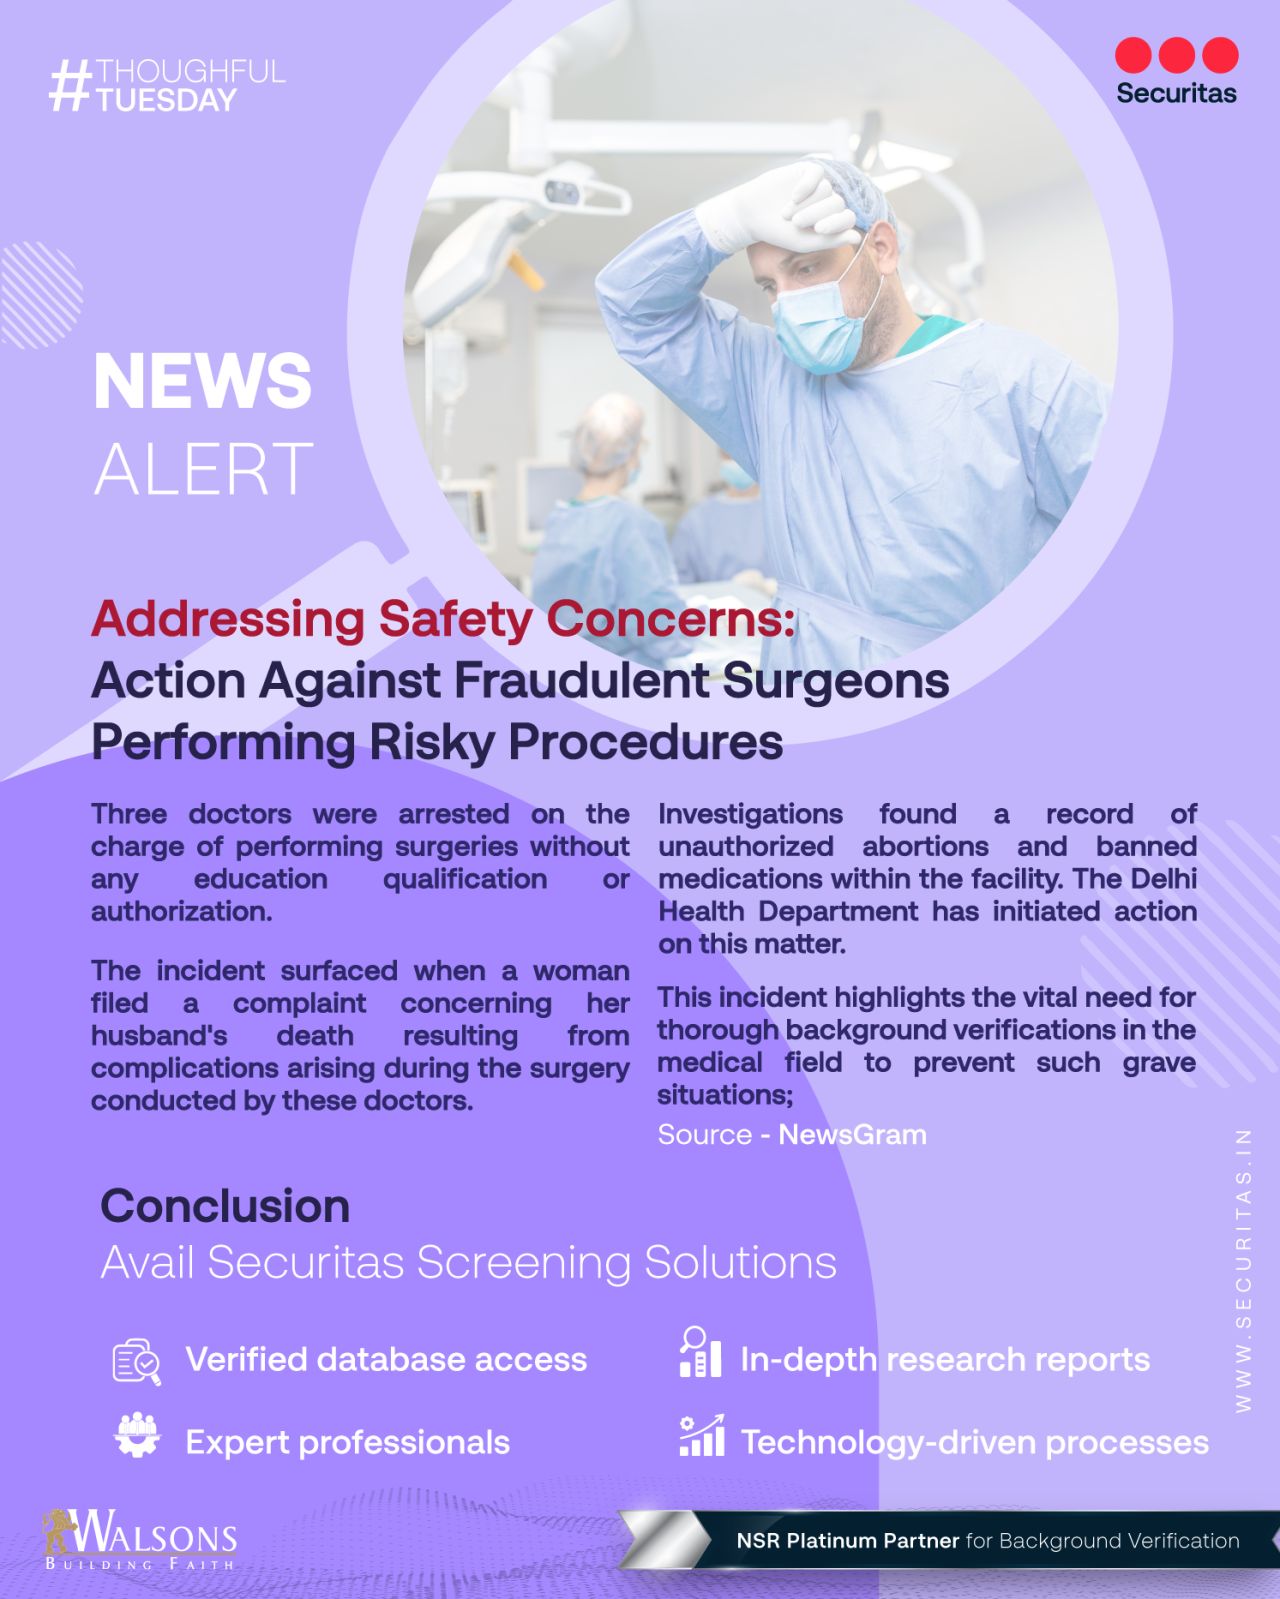 #THOUGHFUL
TUESDAY
Securitas
NEWS
ALERT
Addressing Safety Concerns:
Action Against Fraudulent Surgeons
Performing Risky Procedures
Three doctors were arrested on the
charge of performing surgeries without
any education qualification or
authorization.
The incident surfaced when a woman
filed a complaint concerning her
husband's death resulting from
complications arising during the surgery
conducted by these doctors.
Investigations found a record of
unauthorized abortions and banned
medications within the facility. The Delhi
Health Department has initiated action
on this matter.
This incident highlights the vital need for
thorough background verifications in the
medical field to prevent such grave
situations;
Source - NewsGram
Conclusion
Avail Securitas Screening Solutions
Verified database access
In-depth research reports
Expert professionals
Technology-driven processes
WWW.SECURITAS.IN
WALSONS
BUILDING FAITH
NSR Platinum Partner for Background Verification